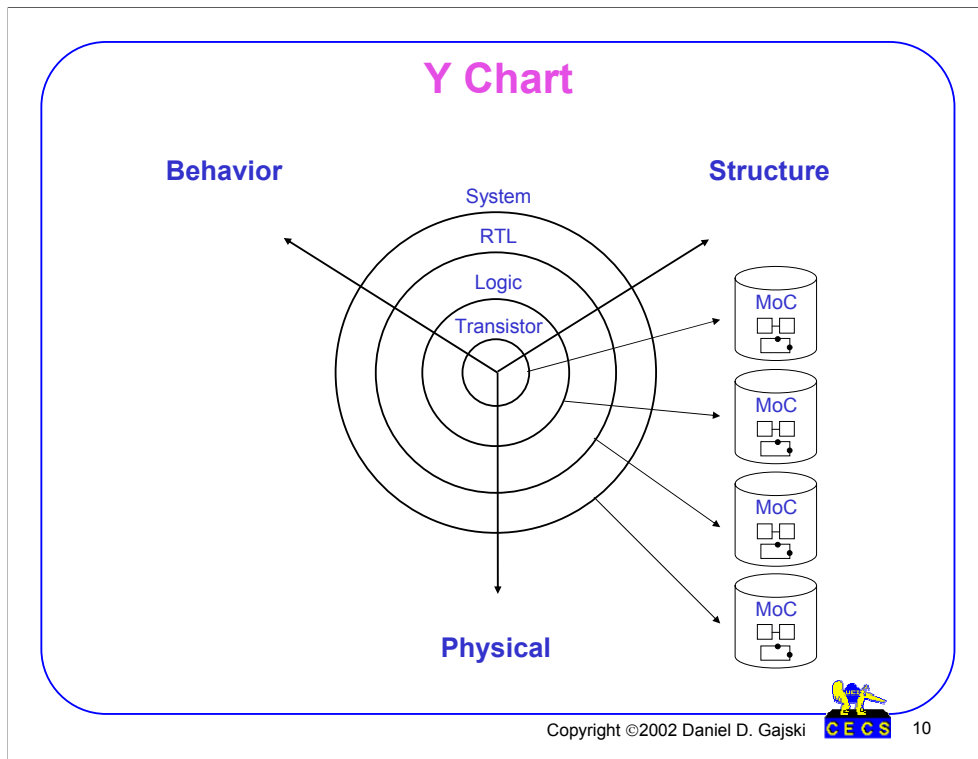 Y Chart
Behavior
Structure
System
RTL
Logic
Transistor
MoC
MoC
MoC
MoC
Physical
Copyright ©2002 Daniel D. Gajski
CECS
10